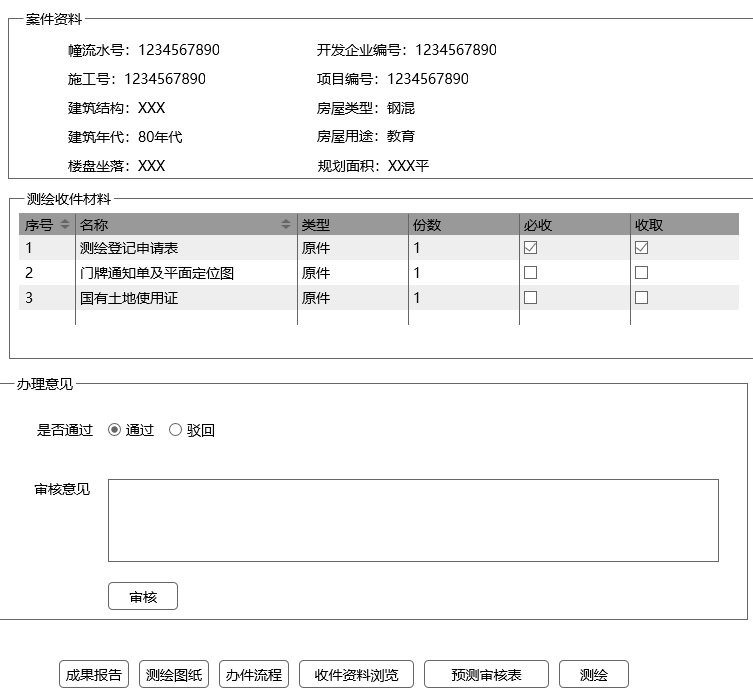 案件资料
幢流水号：1234567890 开发企业编号：1234567890
施工号：1234567890 项目编号：1234567890
建筑结构：XXX 房屋类型：钢混
建筑年代：80年代 房屋用途：教育
楼盘坐落：XXX 规划面积：XXX平
测绘收件材料
序号 名称 类型 份数 必收 收取
1 测绘登记申请表 原件 1
2 门牌通知单及平面定位图 原件 1
3 国有土地使用证 原件 1
办理意见
是否通过 通过 驳回
审核意见
审核
成果报告 测绘图纸 办件流程 收件资料浏览 预测审核表 测绘